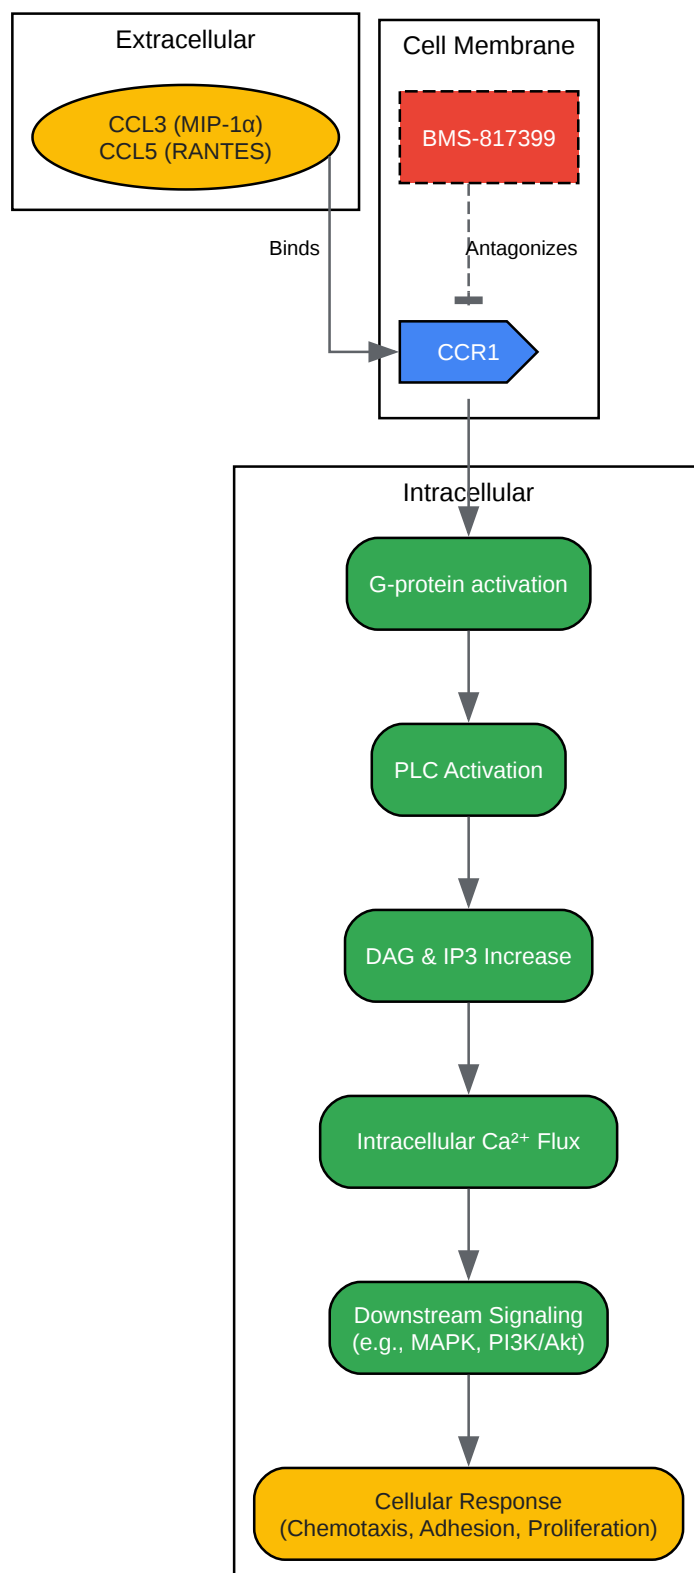 Extracellular
CCL3 (MIP-1α)
CCL5 (RANTES)
Cell Membrane
BMS-817399
Binds
Antagonizes
CCR1
Intracellular
G-protein activation
PLC Activation
DAG & IP3 Increase
Intracellular Ca²⁺ Flux
Downstream Signaling
(e.g., MAPK, PI3K/Akt)
Cellular Response
(Chemotaxis, Adhesion, Proliferation)